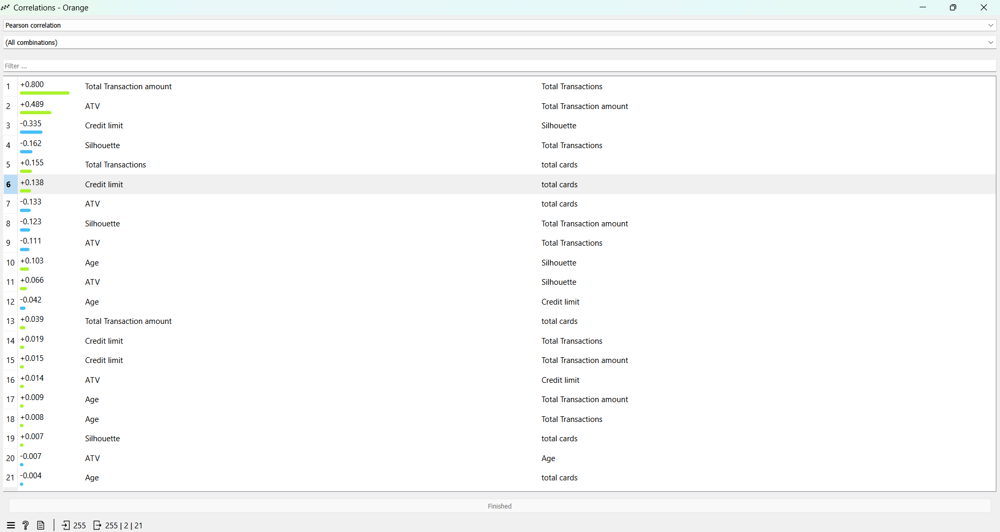 Correlations - Orange
Pearson correlation
(All combinations)
Filter ...
1 +0.800 Total Transaction amount Total Transactions
2 +0.489 ATV Total Transaction amount
3 -0.335 Credit limit Silhouette
4 -0.162 Silhouette Total Transactions
5 +0.155 Total Transactions total cards
6 +0.138 Credit limit total cards
7 -0.133 ATV total cards
8 -0.123 Silhouette Total Transaction amount
9 -0.111 ATV Total Transactions
10 +0.103 Age Silhouette
11 +0.066 ATV Silhouette
12 -0.042 Age Credit limit
13 +0.039 Total Transaction amount total cards
14 +0.019 Credit limit Total Transactions
15 +0.015 Credit limit Total Transaction amount
16 +0.014 ATV Credit limit
17 +0.009 Age Total Transaction amount
18 +0.008 Age Total Transactions
19 +0.007 Silhouette total cards
20 -0.007 ATV Age
21 -0.004 Age total cards
Finished
? 255 255 | 2 | 21